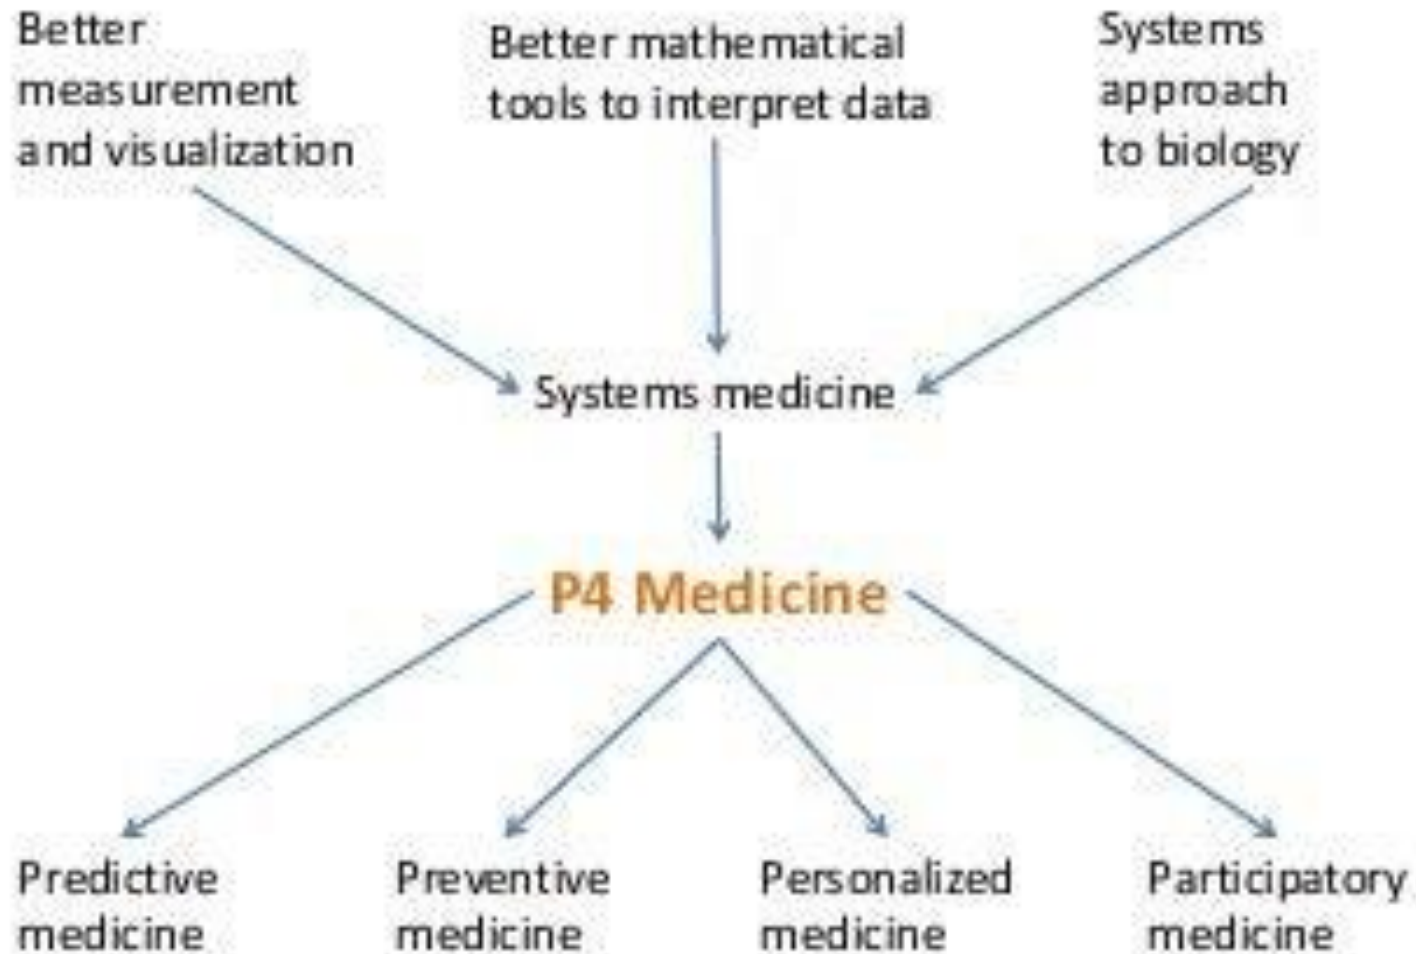 Better
measurement
and visualization
Better mathematical
tools to interpret data
Systems
approach
to biology
Systems medicine
P4 Medicine
Predictive
medicine
Preventive
medicine
Personalized
medicine
Participatory
medicine